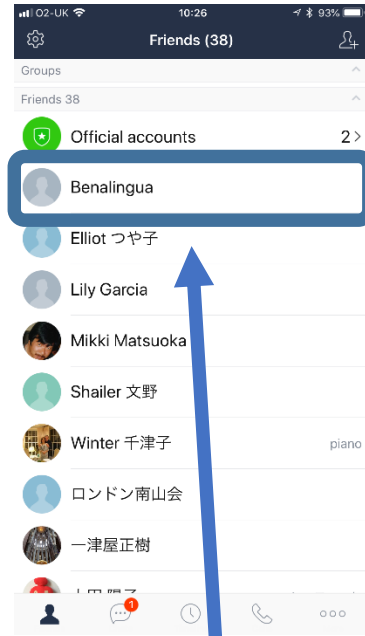 O2-UK 10:26 93%
Friends (38)
Groups
Friends 38
Official accounts 2 >
Benalingua
Elliot つや子
Lily Garcia
Mikki Matsuoka
Shailer 文野
Winter 千津子 piano
ロンドン南山会
一津屋正樹
1